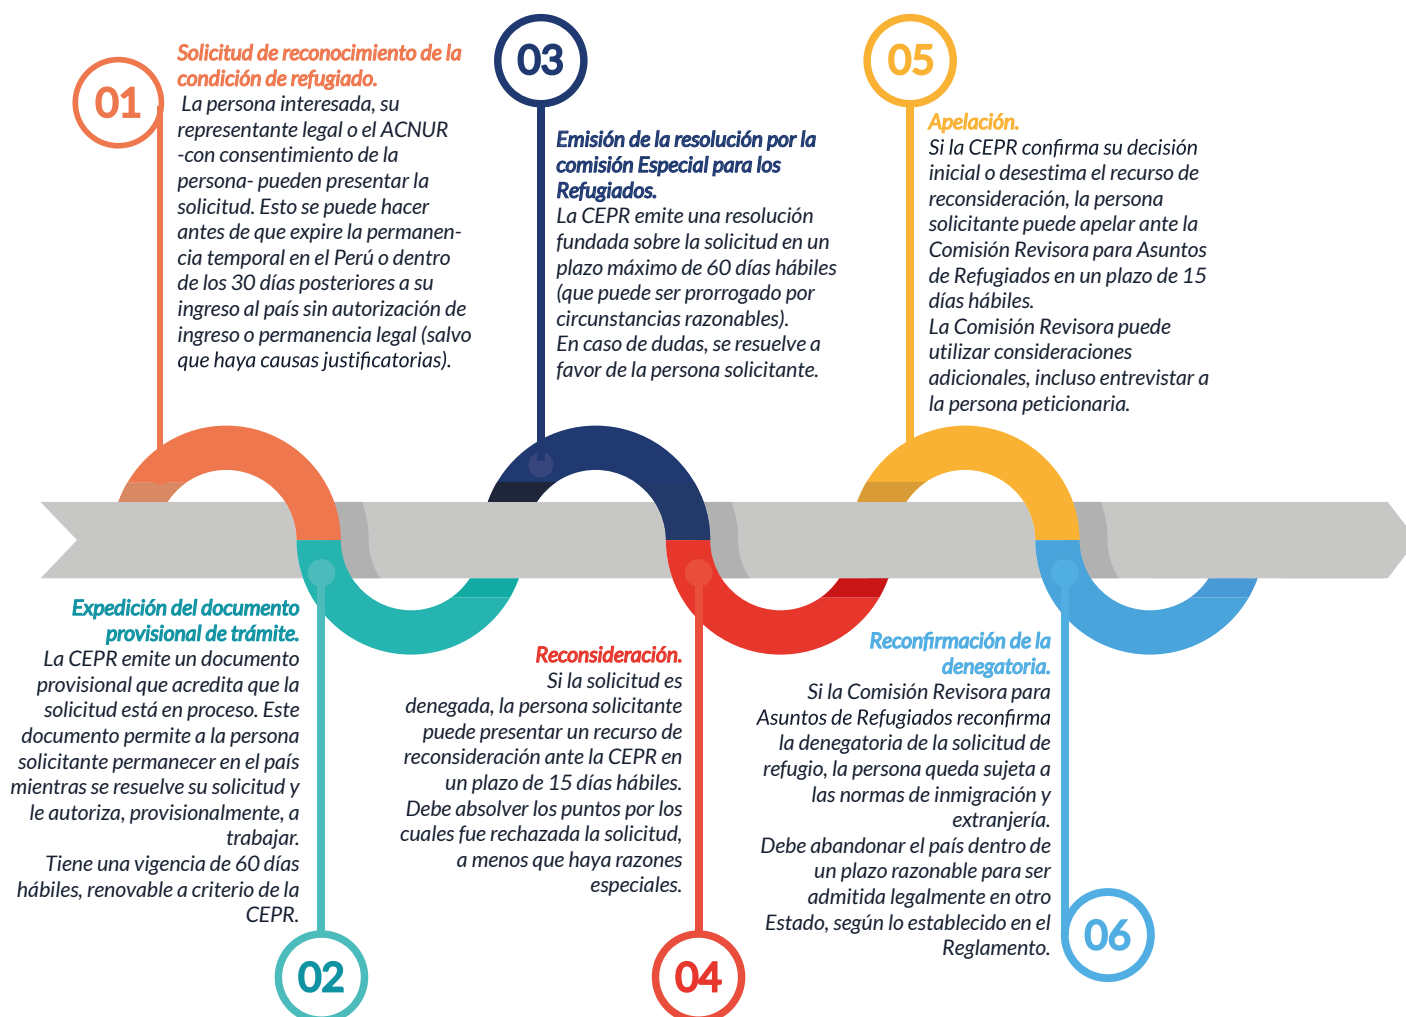 01
Solicitud de reconocimiento de la
condición de refugiado.
La persona interesada, su
representante legal o el ACNUR
-con consentimiento de la
persona- pueden presentar la
solicitud. Esto se puede hacer
antes de que expire la permanen-
cia temporal en el Perú o dentro
de los 30 días posteriores a su
ingreso al país sin autorización de
ingreso o permanencia legal (salvo
que haya causas justificatorias).
Expedición del documento
provisional de trámite.
La CEPR emite un documento
provisional que acredita que la
solicitud está en proceso. Este
documento permite a la persona
solicitante permanecer en el país
mientras se resuelve su solicitud y
le autoriza, provisionalmente, a
trabajar.
Tiene una vigencia de 60 días
hábiles, renovable a criterio de la
CEPR.
02
03
Emisión de la resolución por la
comisión Especial para los
Refugiados.
La CEPR emite una resolución
fundada sobre la solicitud en un
plazo máximo de 60 días hábiles
(que puede ser prorrogado por
circunstancias razonables).
En caso de dudas, se resuelve a
favor de la persona solicitante.
Reconsideración.
Si la solicitud es
denegada, la persona solicitante
puede presentar un recurso de
reconsideración ante la CEPR en
un plazo de 15 días hábiles.
Debe absolver los puntos por los
cuales fue rechazada la solicitud,
a menos que haya razones
especiales.
04
05
Apelación.
Si la CEPR confirma su decisión
inicial o desestima el recurso de
reconsideración, la persona
solicitante puede apelar ante la
Comisión Revisora para Asuntos
de Refugiados en un plazo de 15
días hábiles.
La Comisión Revisora puede
utilizar consideraciones
adicionales, incluso entrevistar a
la persona peticionaria.
Reconfirmación de la
denegatoria.
Si la Comisión Revisora para
Asuntos de Refugiados reconfirma
la denegatoria de la solicitud de
refugio, la persona queda sujeta a
las normas de inmigración y
extranjería.
Debe abandonar el país dentro de
un plazo razonable para ser
admitida legalmente en otro
Estado, según lo establecido en el
Reglamento.
06